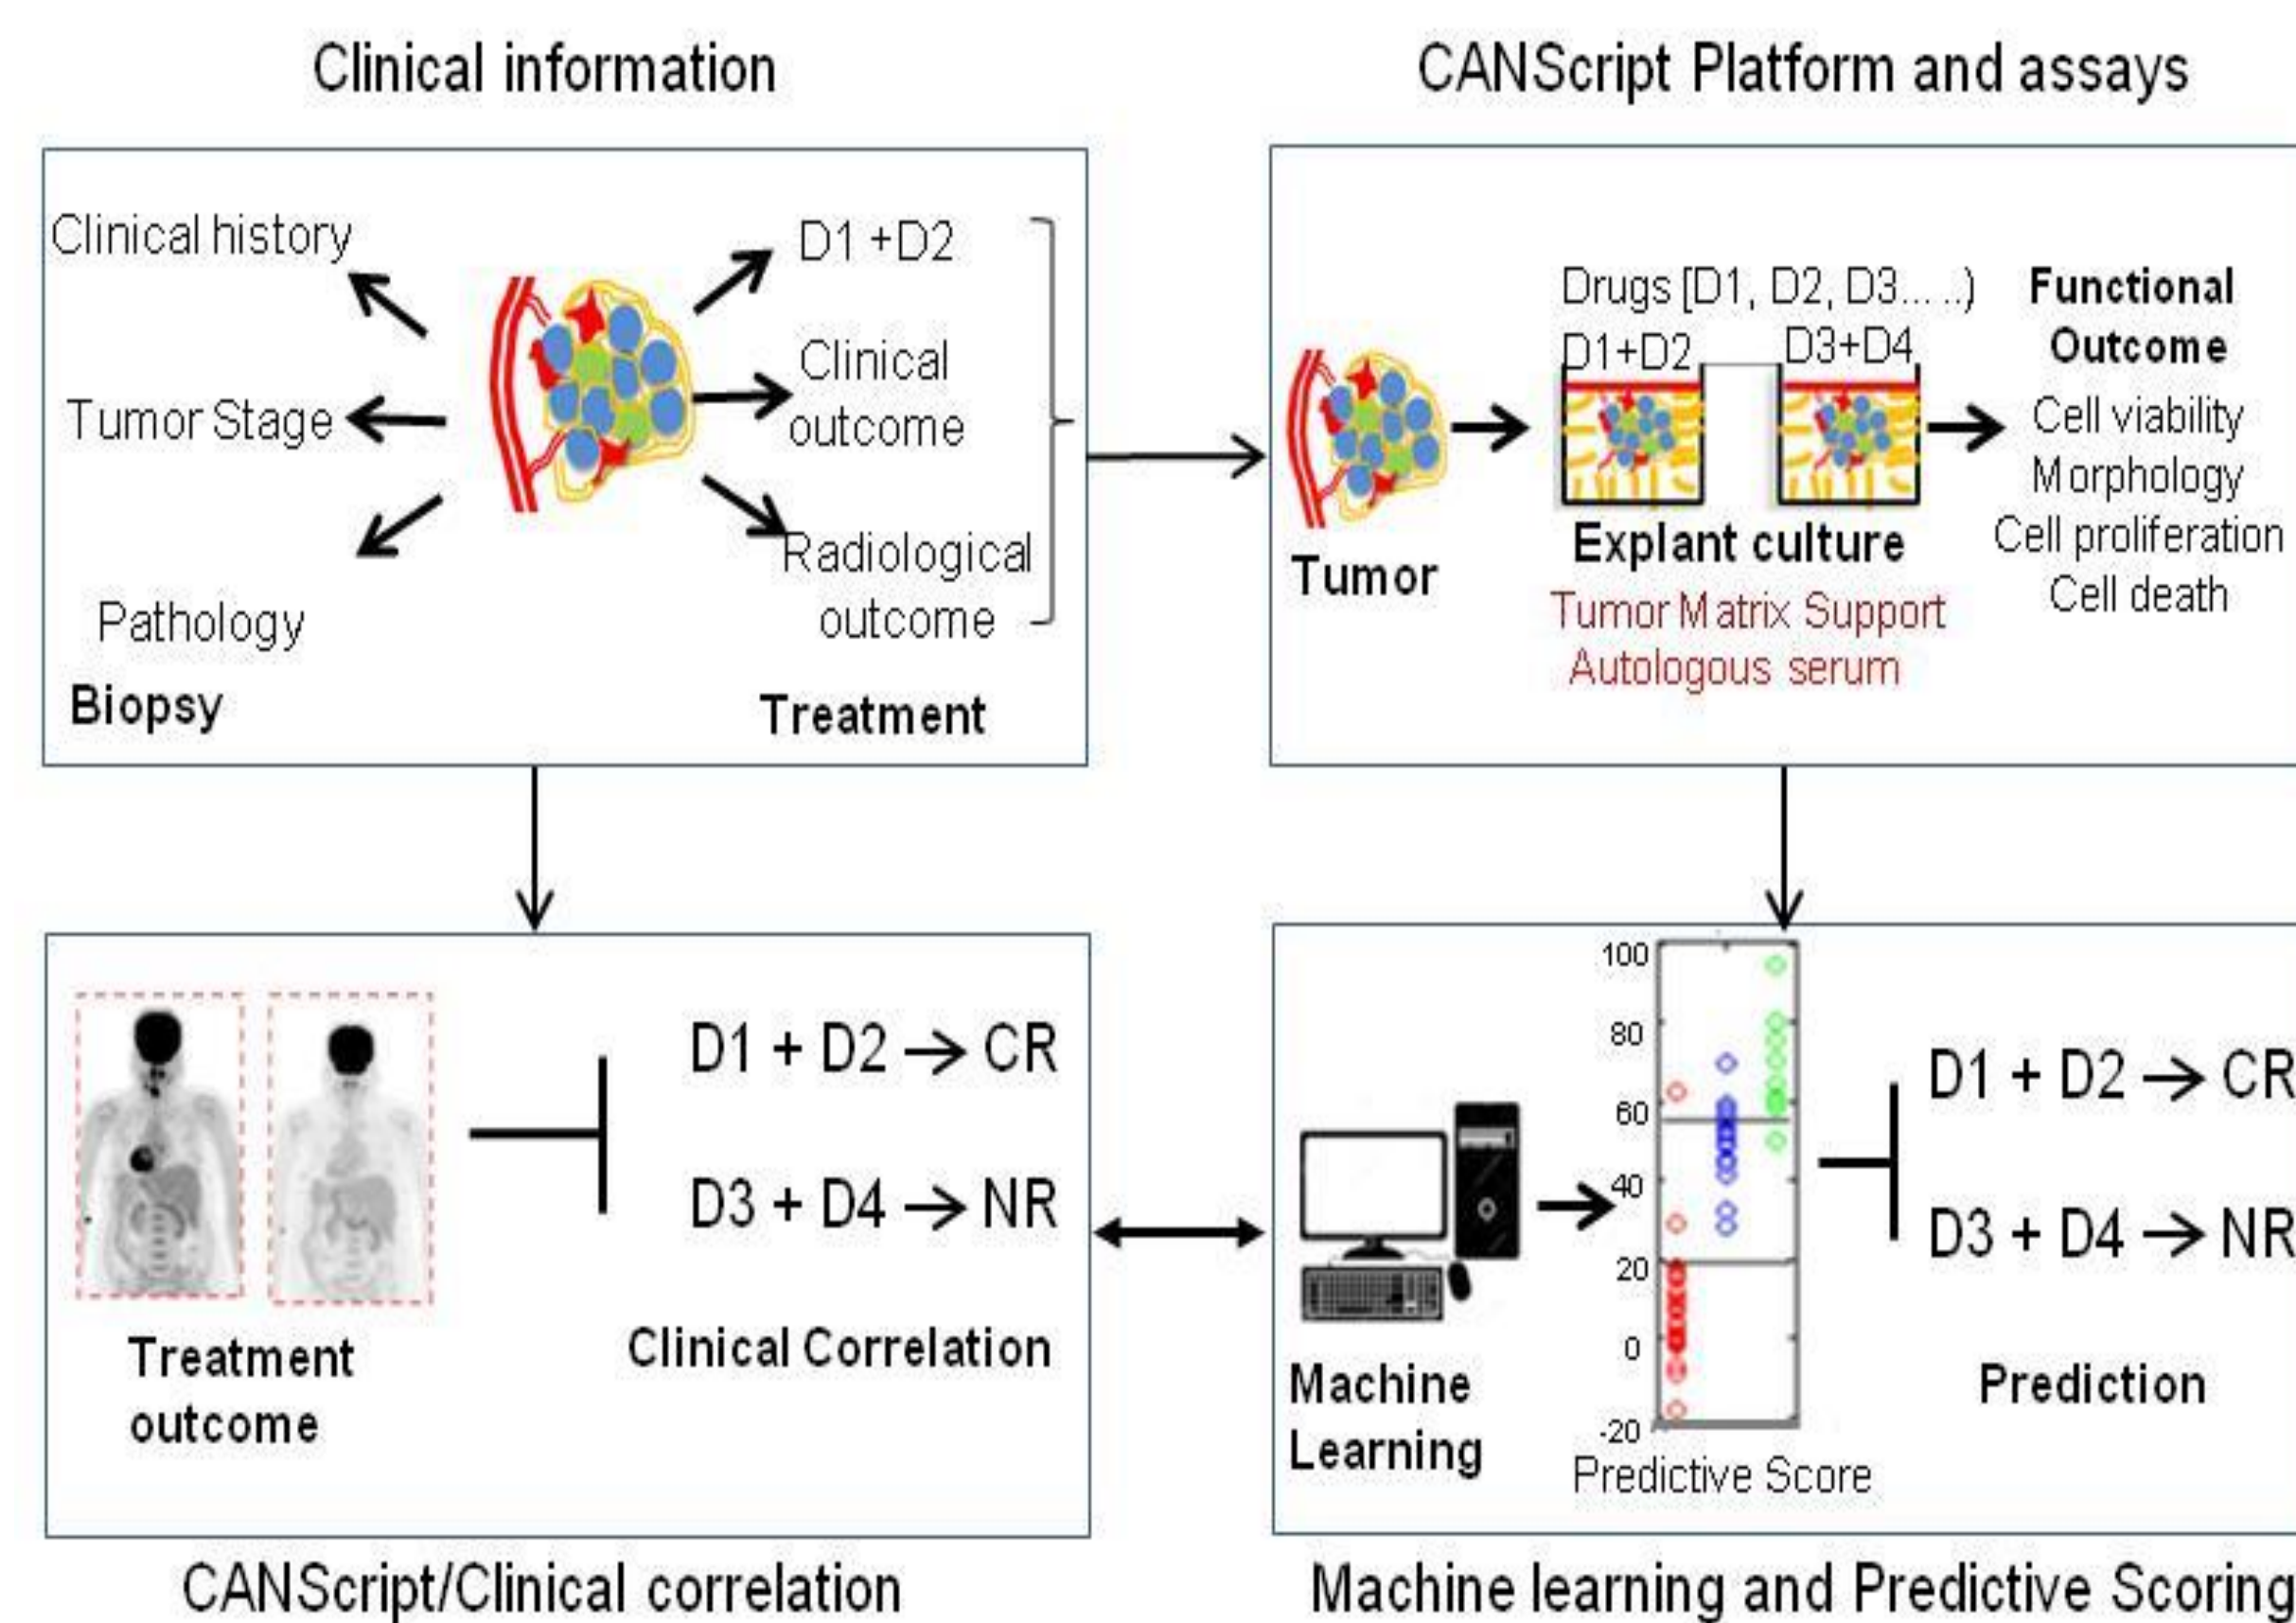 Clinical information
CANScript Platform and assays
Clinical history
Tumor Stage
Pathology
Biopsy
D1 +D2
Clinical
outcome
Radiological
outcome
Treatment
Tumor
Drugs [D1, D2, D3... ..)
D1+D2
D3+D4
Explant culture
Tumor Matrix Support
Autologous serum
Functional
Outcome
Cell viability
Morphology
Cell proliferation
Cell death
Treatment
outcome
D1 + D2 → CR
D3 + D4 → NR
Clinical Correlation
Machine
Learning
100
80
60
40
20
0
-20
Predictive Score
D1 + D2 → CR
D3 + D4 → NR
Prediction
CANScript/Clinical correlation
Machine learning and Predictive Scoring